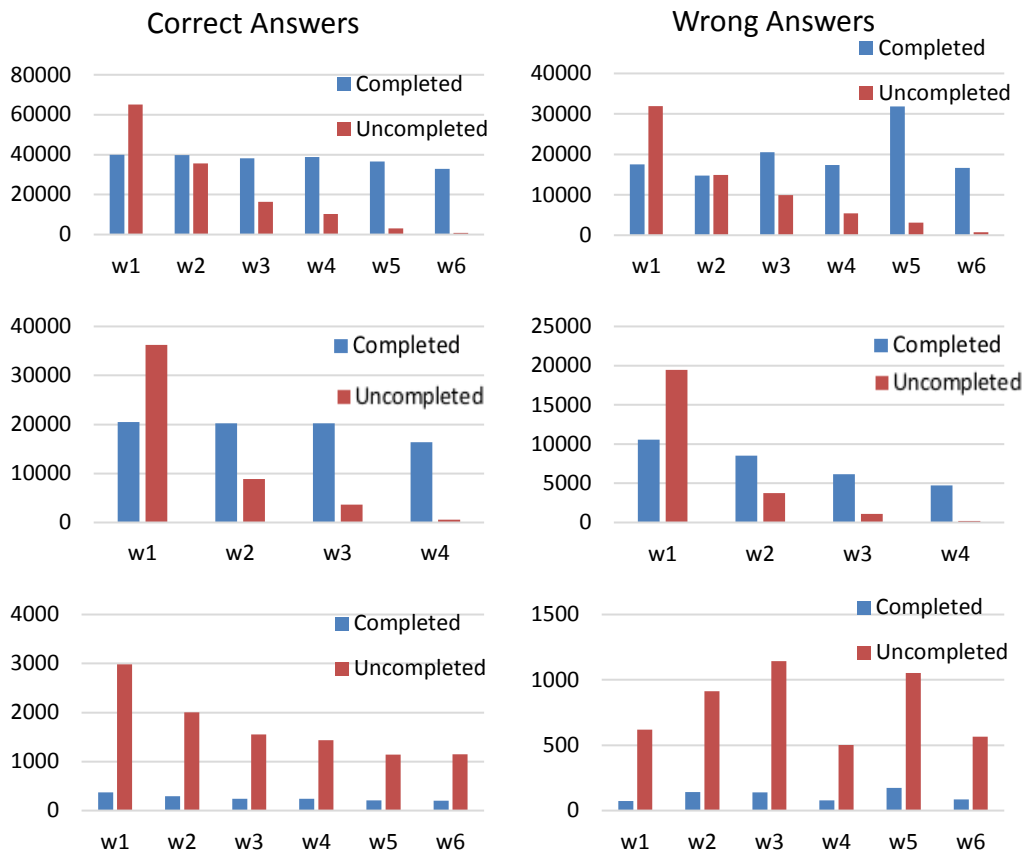 Correct Answers
80000
60000
40000
20000
0
Completed
Uncompleted
w1 w2 w3 w4 w5 w6
Wrong Answers
40000
30000
20000
10000
0
Completed
Uncompleted
w1 w2 w3 w4 w5 w6
40000
30000
20000
10000
0
Completed
Uncompleted
w1 w2 w3 w4
25000
20000
15000
10000
5000
0
Completed
Uncompleted
w1 w2 w3 w4
4000
3000
2000
1000
0
Completed
Uncompleted
w1 w2 w3 w4 w5 w6
1500
1000
500
0
Completed
Uncompleted
w1 w2 w3 w4 w5 w6